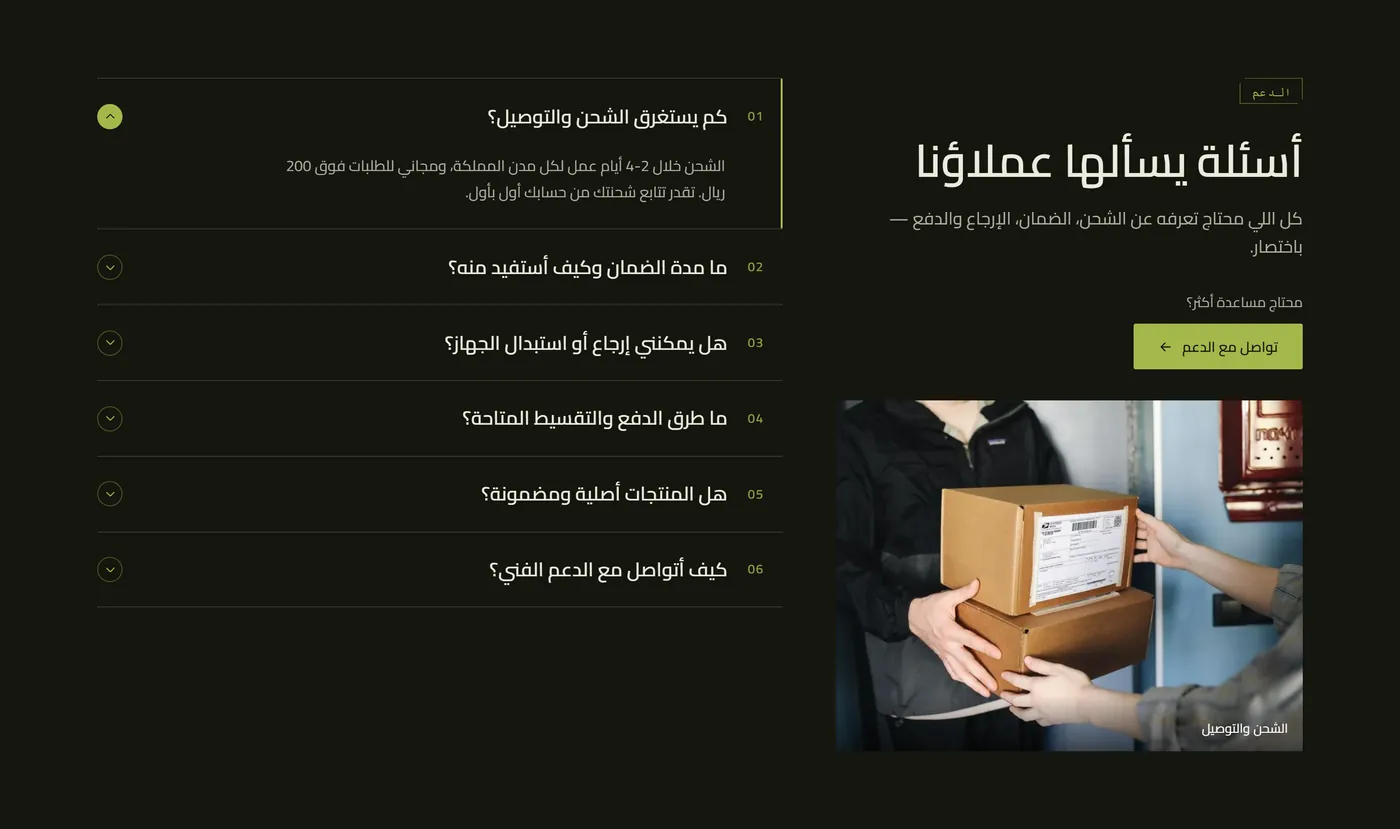 الدعم
أسئلة يسألها عملاؤنا
كل اللي محتاج تعرفه عن الشحن، الضمان، الإرجاع والدفع —
باختصار.
محتاج مساعدة أكثر؟
تواصل مع الدعم ←
الشحن والتوصيل
01 كم يستغرق الشحن والتوصيل؟
الشحن خلال 2-4 أيام عمل لكل مدن المملكة، ومجاني للطلبات فوق 200
ريال. تقدر تتابع شحنتك من حسابك أول بأول.
02 ما مدة الضمان وكيف أستفيد منه؟
03 هل يمكنني إرجاع أو استبدال الجهاز؟
04 ما طرق الدفع والتقسيط المتاحة؟
05 هل المنتجات أصلية ومضمونة؟
06 كيف أتواصل مع الدعم الفني؟